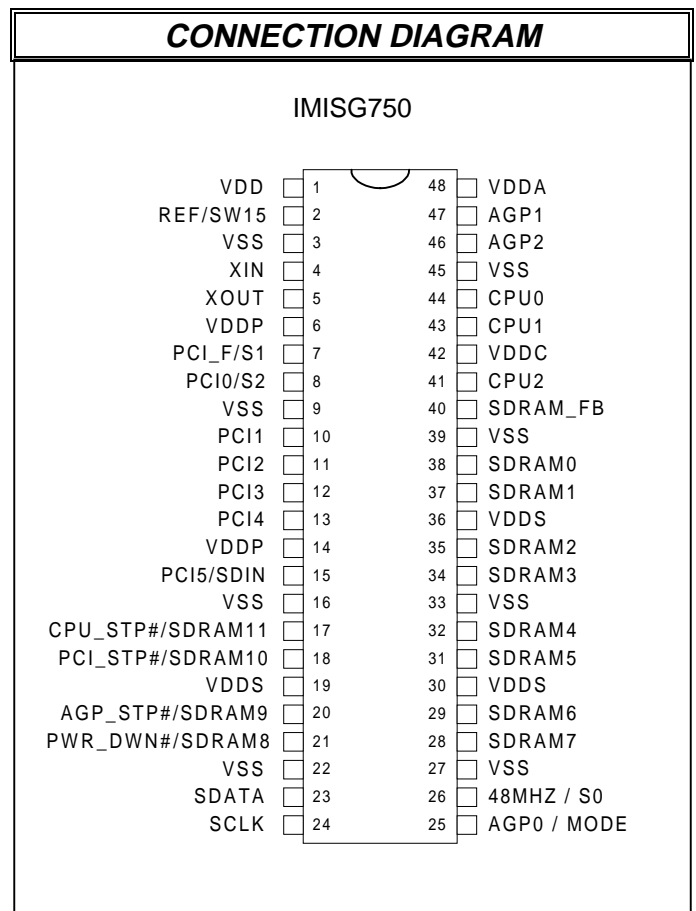 CONNECTION DIAGRAM
IMISG750
VDD 1 48 VDDA
REF/SW15 2 47 AGP1
VSS 3 46 AGP2
XIN 4 45 VSS
XOUT 5 44 CPU0
VDDP 6 43 CPU1
PCI_F/S1 7 42 VDDC
PCI0/S2 8 41 CPU2
VSS 9 40 SDRAM_FB
PCI1 10 39 VSS
PCI2 11 38 SDRAM0
PCI3 12 37 SDRAM1
PCI4 13 36 VDDS
VDDP 14 35 SDRAM2
PCI5/SDIN 15 34 SDRAM3
VSS 16 33 VSS
CPU_STP#/SDRAM11 17 32 SDRAM4
PCI_STP#/SDRAM10 18 31 SDRAM5
VDDS 19 30 VDDS
AGP_STP#/SDRAM9 20 29 SDRAM6
PWR_DWN#/SDRAM8 21 28 SDRAM7
VSS 22 27 VSS
SDATA 23 26 48MHZ / S0
SCLK 24 25 AGP0 / MODE